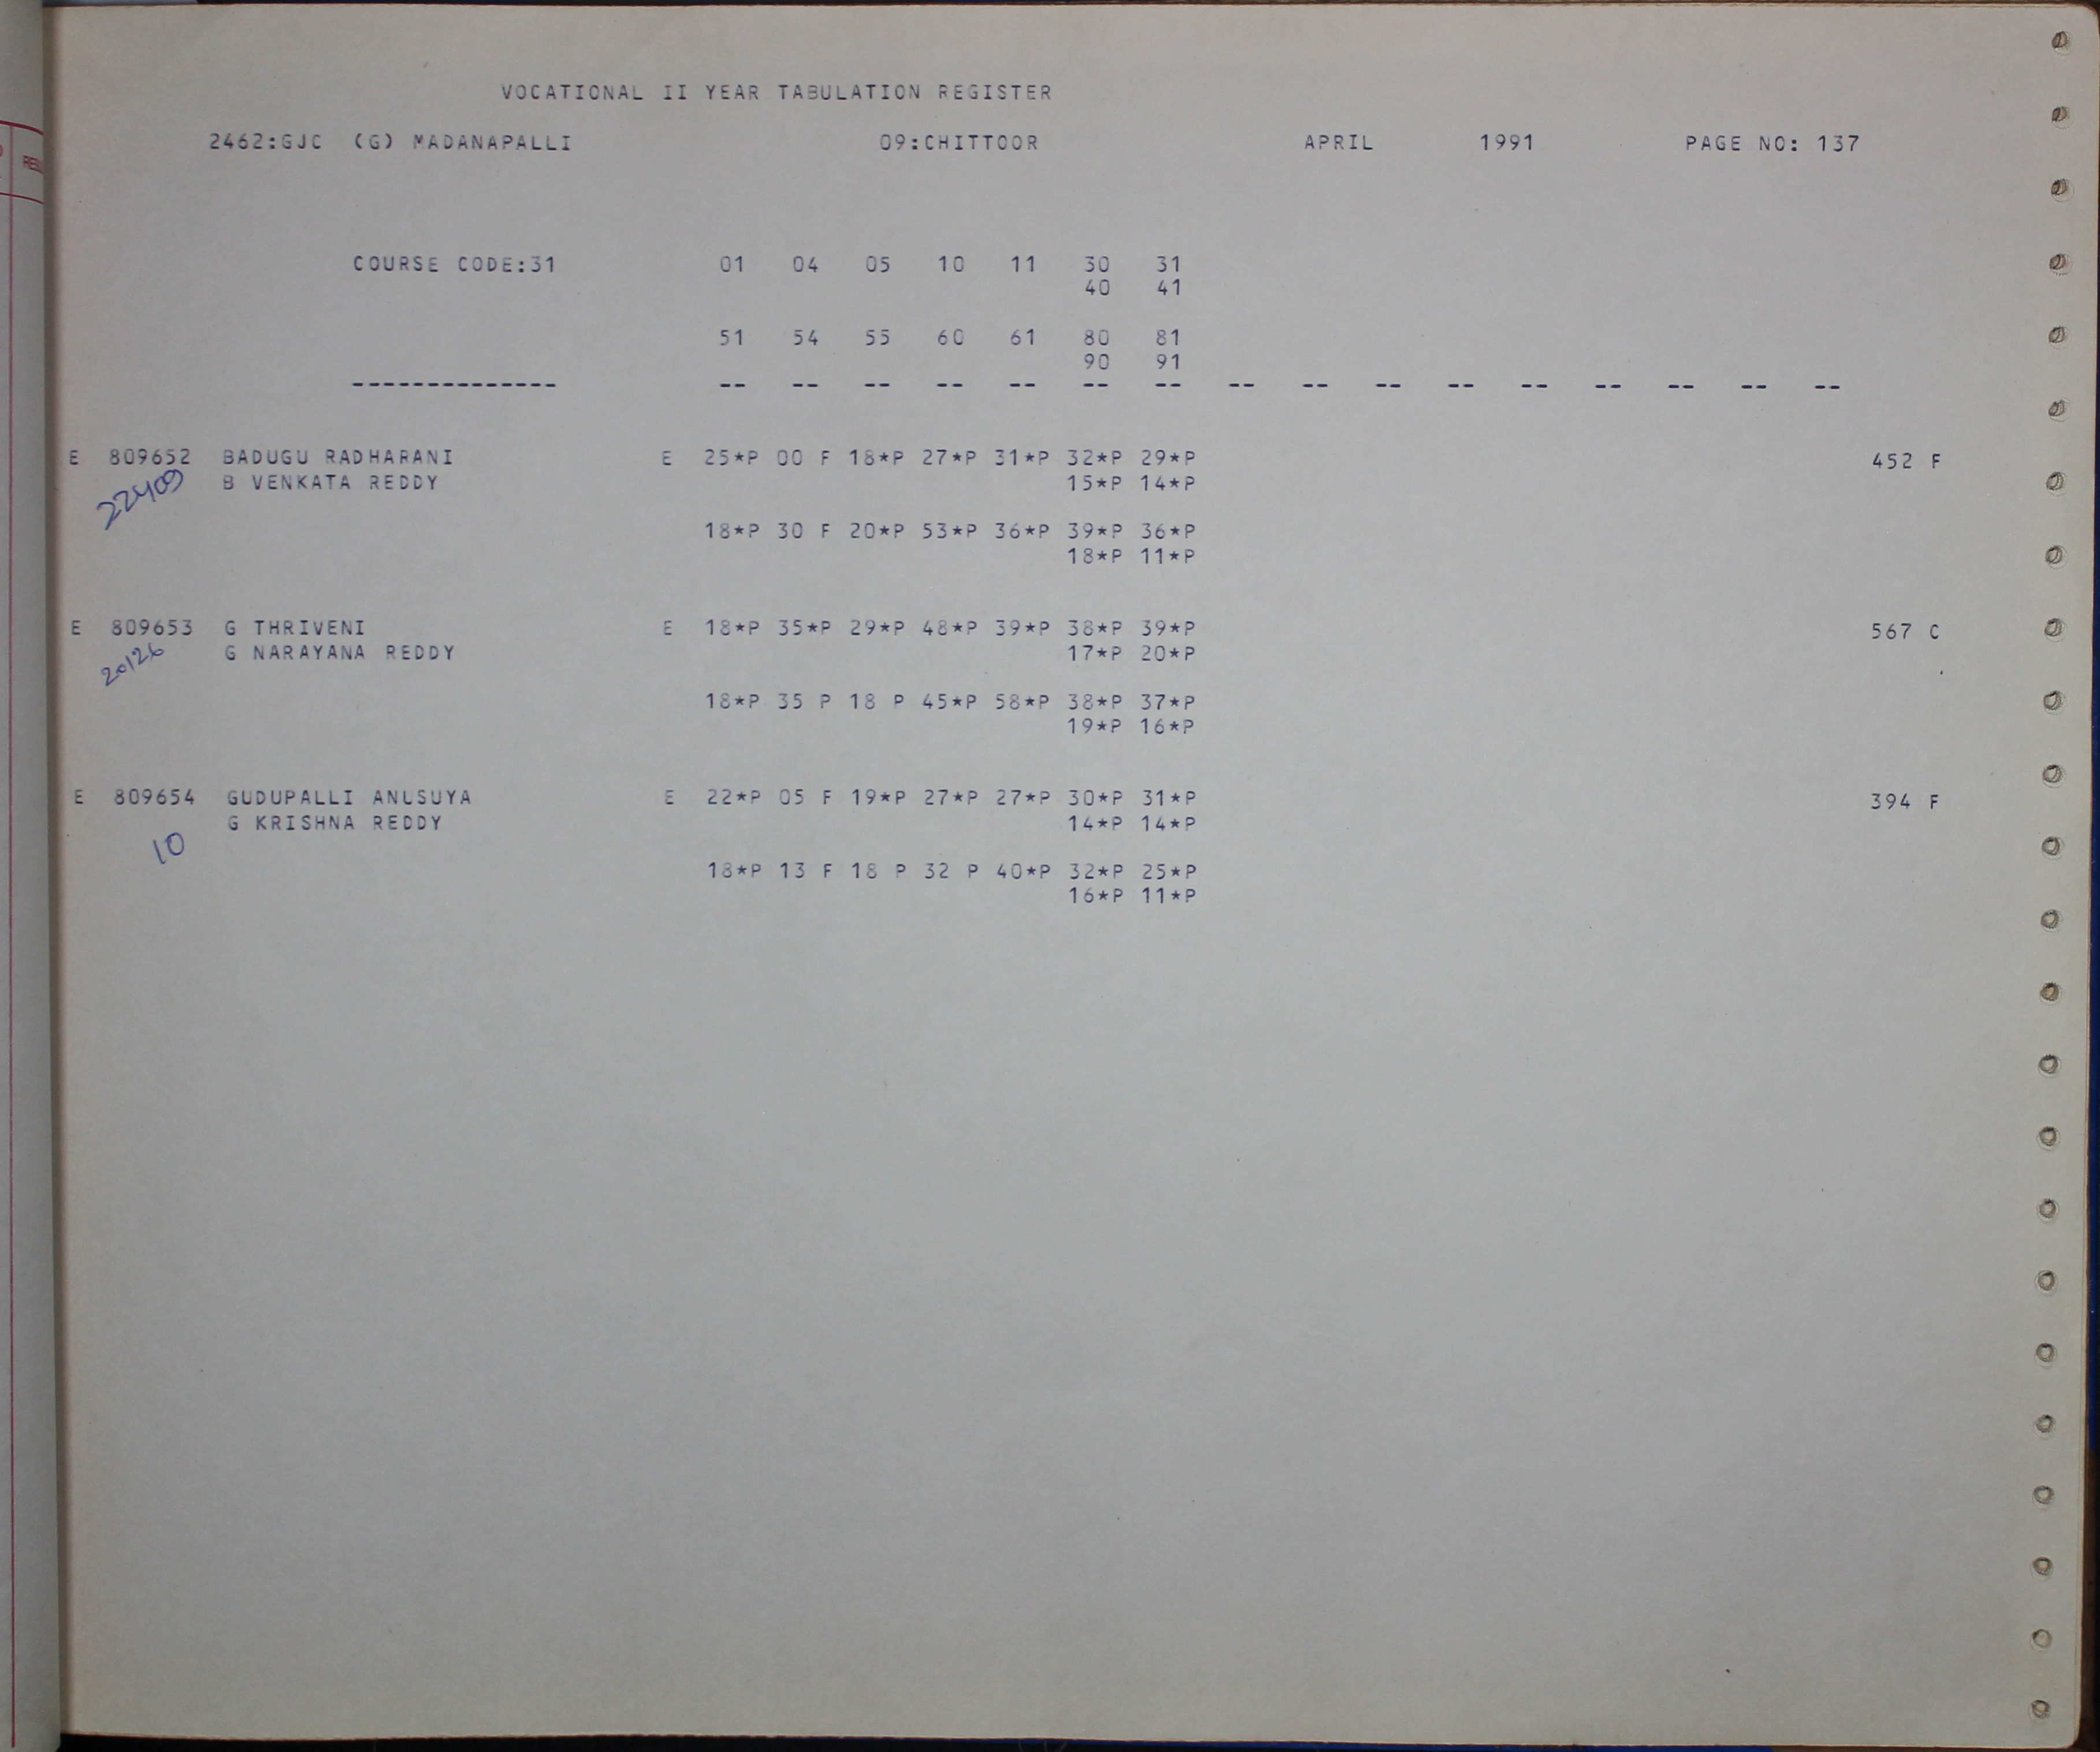 VOCATIONAL II YEAR TABULATION REGISTER
2462:GJC (G) MADANAPALLI 09:CHITTOOR APRIL 1991 PAGE NO: 137
COURSE CODE:31 01 04 05 10 11 30 31
40 41
51 54 55 60 61 80 81
90 91
-------------- -- -- -- -- -- -- -- -- -- -- -- -- -- -- -- --
E 809652 BADUGU RADHARANI E 25*P 00 F 18*P 27*P 31*P 32*P 29*P 452 F
22409 B VENKATA REDDY 15*P 14*P
18*P 30 F 20*P 53*P 36*P 39*P 36*P
18*P 11*P
E 809653 G THRIVENI E 18*P 35*P 29*P 48*P 39*P 38*P 39*P 567 C
20126 G NARAYANA REDDY 17*P 20*P
18*P 35 P 18 P 45*P 58*P 38*P 37*P
19*P 16*P
E 809654 GUDUPALLI ANUSUYA E 22*P 05 F 19*P 27*P 27*P 30*P 31*P 394 F
10 G KRISHNA REDDY 14*P 14*P
18*P 13 F 18 P 32 P 40*P 32*P 25*P
16*P 11*P